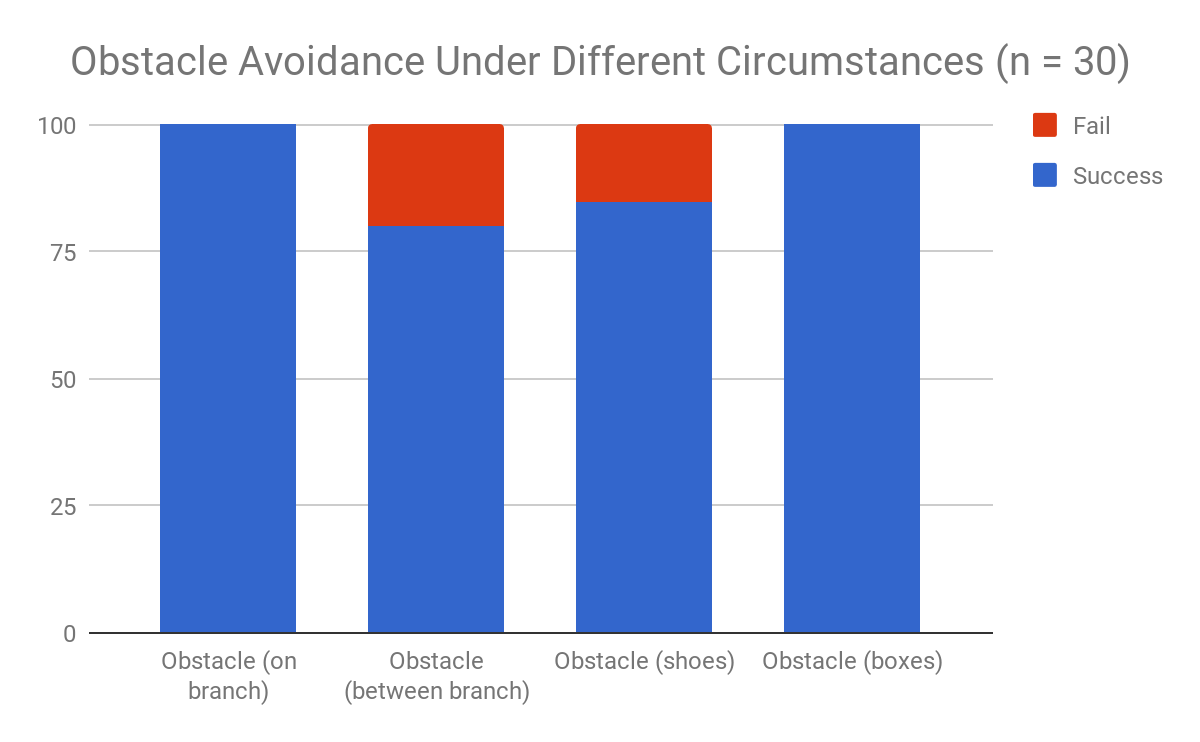 Obstacle Avoidance Under Different Circumstances (n = 30)
Fail
Success
100
75
50
25
0
Obstacle (on
branch)
Obstacle
(between branch)
Obstacle (shoes)
Obstacle (boxes)